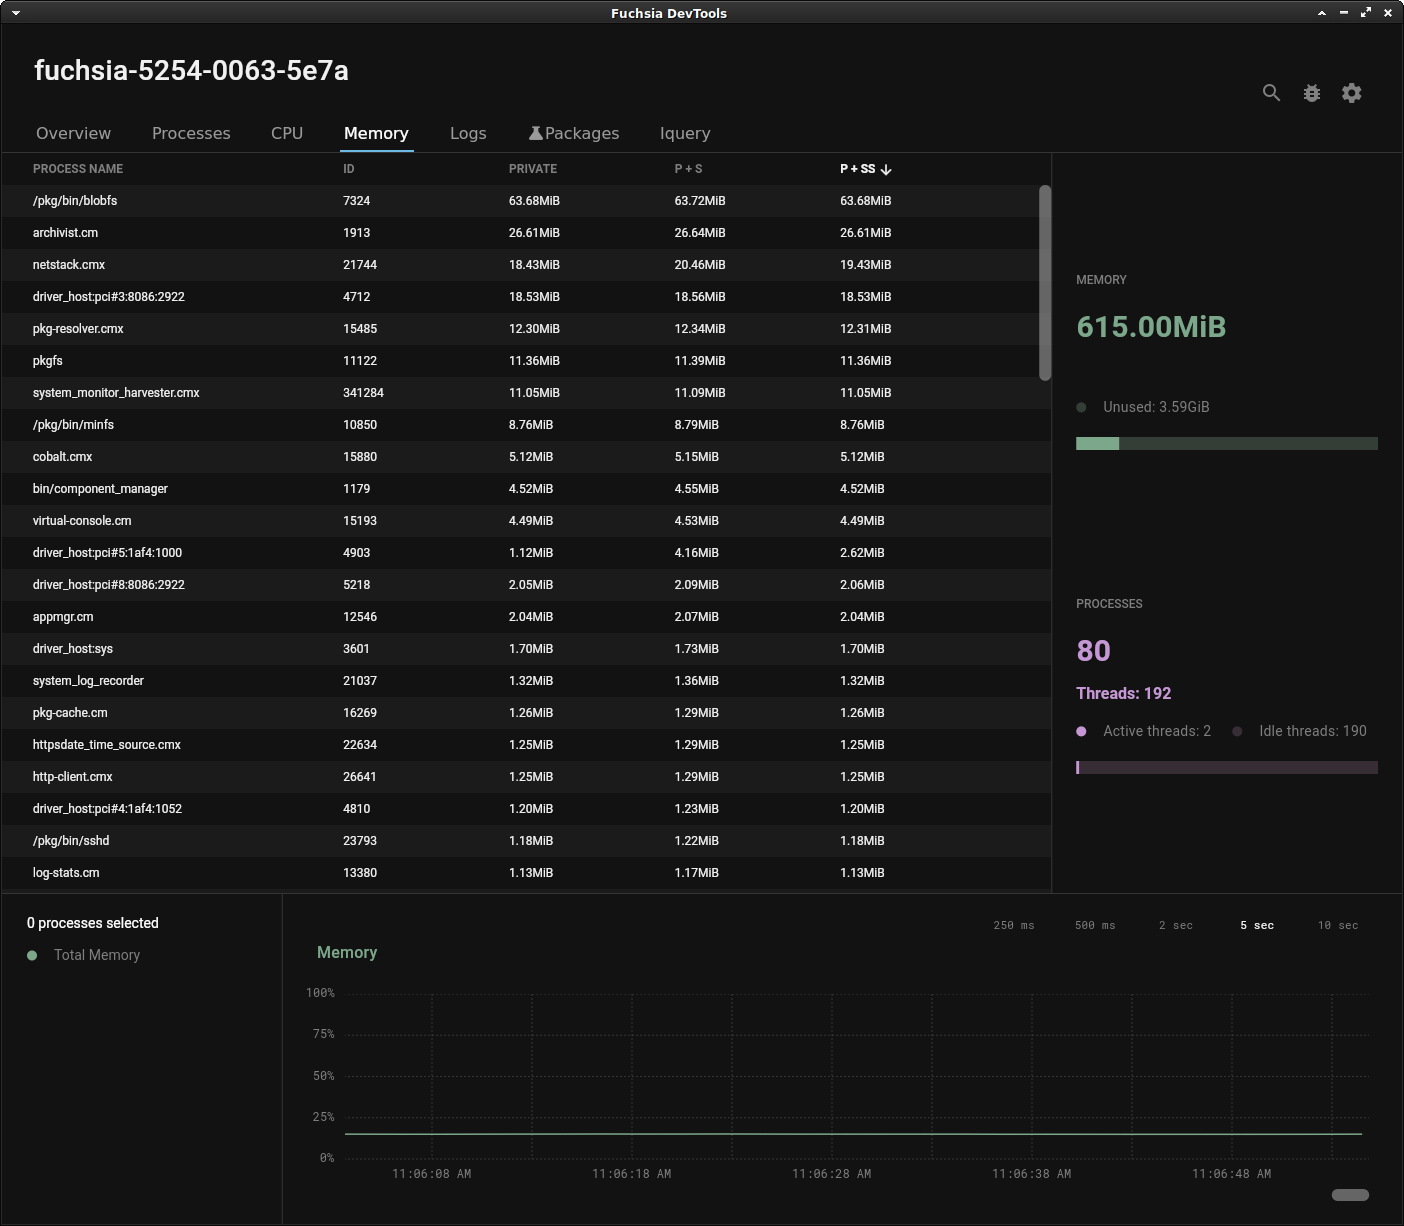 Fuchsia DevTools
fuchsia-5254-0063-5e7a
Overview Processes CPU Memory Logs Packages Iquery
PROCESS NAME ID PRIVATE P + S P + SS
/pkg/bin/blobfs 7324 63.68MiB 63.72MiB 63.68MiB
archivist.cm 1913 26.61MiB 26.64MiB 26.61MiB
netstack.cmx 21744 18.43MiB 20.46MiB 19.43MiB
driver_host:pci#3:8086:2922 4712 18.53MiB 18.56MiB 18.53MiB
pkg-resolver.cmx 15485 12.30MiB 12.34MiB 12.31MiB
pkgfs 11122 11.36MiB 11.39MiB 11.36MiB
system_monitor_harvester.cmx 341284 11.05MiB 11.09MiB 11.05MiB
/pkg/bin/minfs 10850 8.76MiB 8.79MiB 8.76MiB
cobalt.cmx 15880 5.12MiB 5.15MiB 5.12MiB
bin/component_manager 1179 4.52MiB 4.55MiB 4.52MiB
virtual-console.cm 15193 4.49MiB 4.53MiB 4.49MiB
driver_host:pci#5:1af4:1000 4903 1.12MiB 4.16MiB 2.62MiB
driver_host:pci#8:8086:2922 5218 2.05MiB 2.09MiB 2.06MiB
appmgr.cm 12546 2.04MiB 2.07MiB 2.04MiB
driver_host:sys 3601 1.70MiB 1.73MiB 1.70MiB
system_log_recorder 21037 1.32MiB 1.36MiB 1.32MiB
pkg-cache.cm 16269 1.26MiB 1.29MiB 1.26MiB
httpsdate_time_source.cmx 22634 1.25MiB 1.29MiB 1.25MiB
http-client.cmx 26641 1.25MiB 1.29MiB 1.25MiB
driver_host:pci#4:1af4:1052 4810 1.20MiB 1.23MiB 1.20MiB
/pkg/bin/sshd 23793 1.18MiB 1.22MiB 1.18MiB
log-stats.cm 13380 1.13MiB 1.17MiB 1.13MiB
MEMORY
615.00MiB
Unused: 3.59GiB
PROCESSES
80
Threads: 192
Active threads: 2 Idle threads: 190
0 processes selected
Total Memory
250 ms 500 ms 2 sec 5 sec 10 sec
Memory
100%
75%
50%
25%
0%
11:06:08 AM 11:06:18 AM 11:06:28 AM 11:06:38 AM 11:06:48 AM